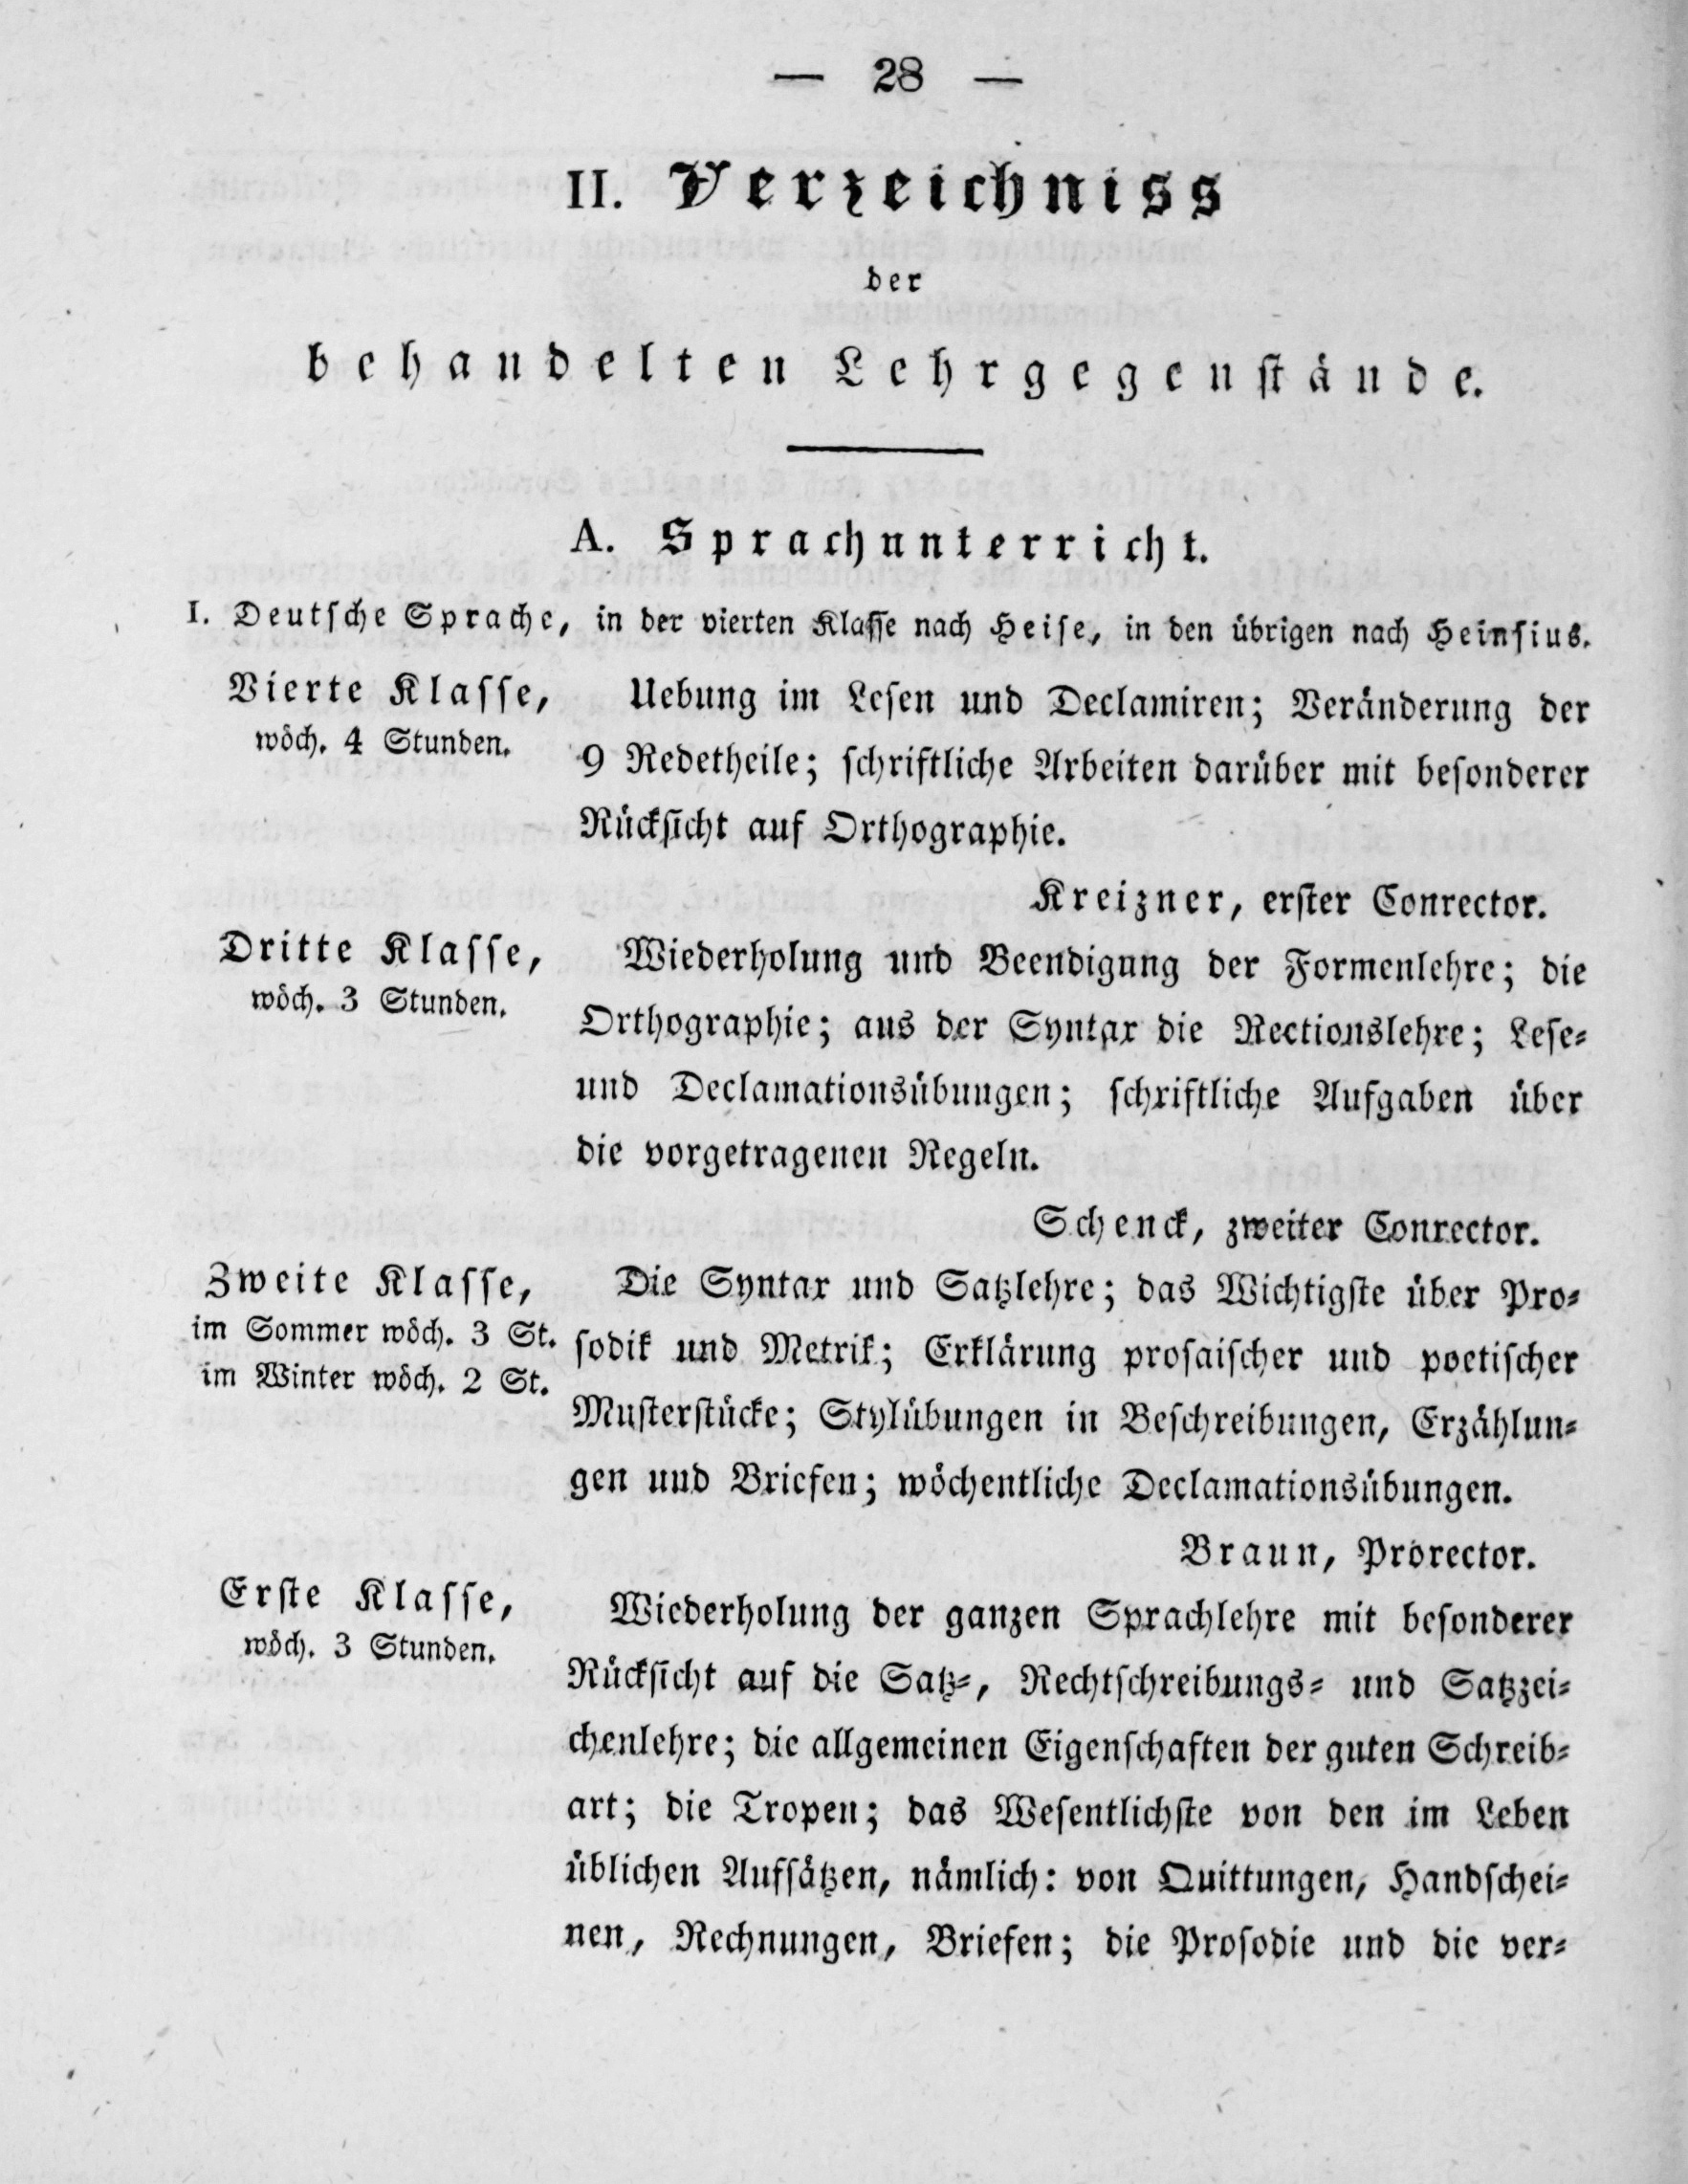 — 28 —
II. Verzeichniss
der
behandelten Lehrgegenstände.
A. Sprachunterricht.
I. Deutsche Sprache, in der vierten Klasse nach Heise, in den übrigen nach Heinsius.
Vierte Klasse,
wöch. 4 Stunden.
Uebung im Lesen und Declamiren; Veränderung der
9 Redetheile; schriftliche Arbeiten darüber mit besonderer
Rücksicht auf Orthographie.
Kreizner, erster Conrector.
Dritte Klasse,
wöch. 3 Stunden.
Wiederholung und Beendigung der Formenlehre; die
Orthographie; aus der Syntax die Rectionslehre; Lese-
und Declamationsübungen; schriftliche Aufgaben über
die vorgetragenen Regeln.
Schenck, zweiter Conrector.
Zweite Klasse,
im Sommer wöch. 3 St.
im Winter wöch. 2 St.
Die Syntax und Satzlehre; das Wichtigste über Pro-
sodik und Metrik; Erklärung prosaischer und poetischer
Musterstücke; Stylübungen in Beschreibungen, Erzählun-
gen und Briefen; wöchentliche Declamationsübungen.
Braun, Prorector.
Erste Klasse,
wöch. 3 Stunden.
Wiederholung der ganzen Sprachlehre mit besonderer
Rücksicht auf die Satz-, Rechtschreibungs- und Satzzei-
chenlehre; die allgemeinen Eigenschaften der guten Schreib-
art; die Tropen; das Wesentlichste von den im Leben
üblichen Aufsätzen, nämlich: von Quittungen, Handschei-
nen, Rechnungen, Briefen; die Prosodie und die ver-